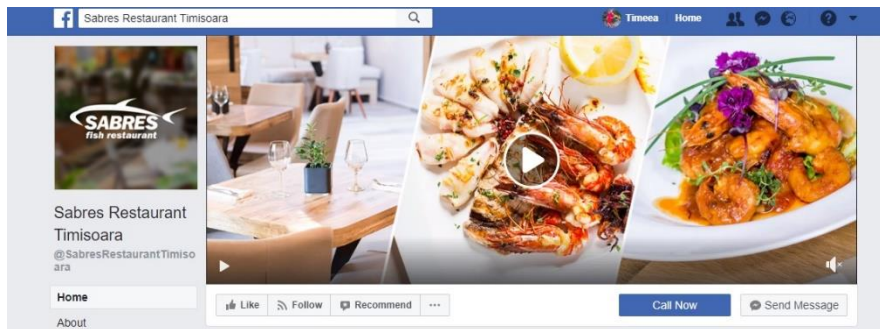 Sabres Restaurant Timisoara
Timeea Home
SABRES
fish restaurant
Sabres Restaurant
Timisoara
@SabresRestaurantTimiso
ara
Home
About
Like Follow Recommend
Call Now Send Message